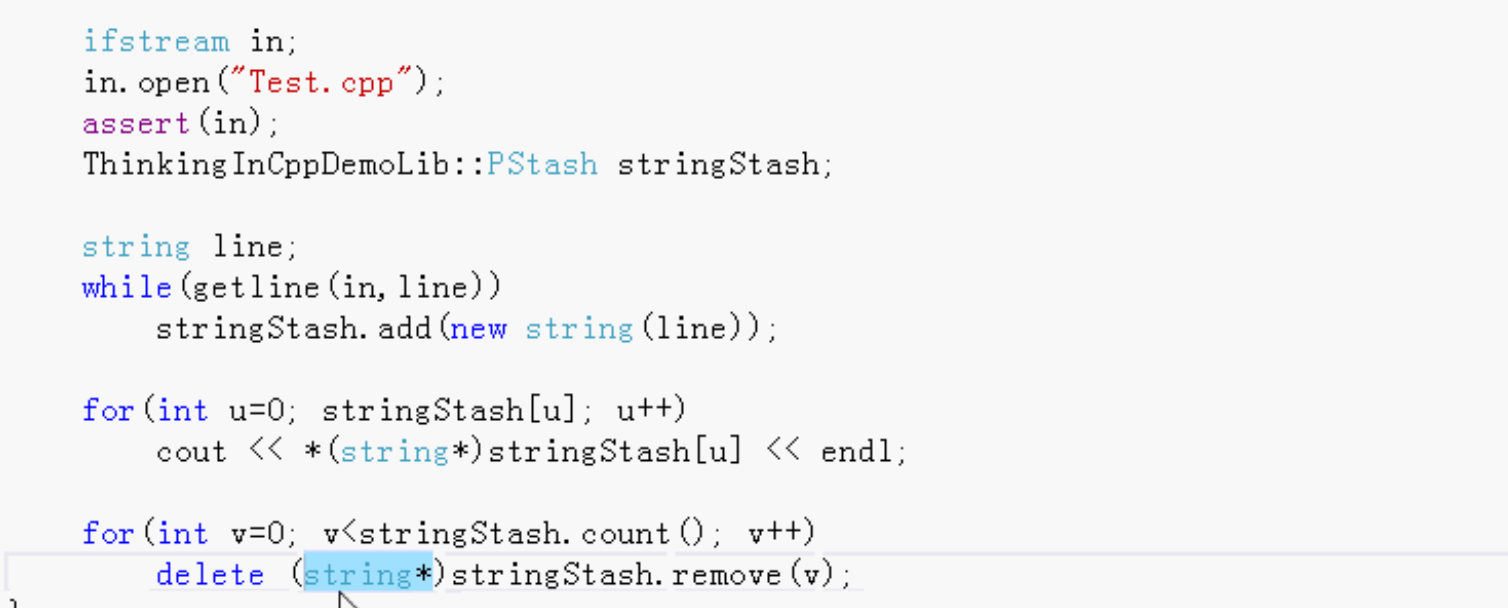 ifstream in;
in.open("Test.cpp");
assert(in);
ThinkingInCppDemoLib::PStash stringStash;
string line;
while(getline(in,line))
stringStash.add(new string(line));
for(int u=0; stringStash[u]; u++)
cout << *(string*)stringStash[u] << endl;
for(int v=0; v<stringStash.count(); v++)
delete (string*)stringStash.remove(v);
}